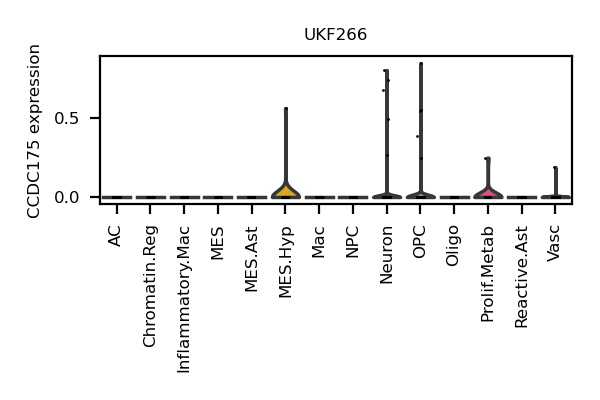 UKF266
CCDC175 expression
0.5
0.0
AC
Chromatin.Reg
Inflammatory.Mac
MES
MES.Ast
MES.Hyp
Mac
NPC
Neuron
OPC
Oligo
Prolif.Metab
Reactive.Ast
Vasc